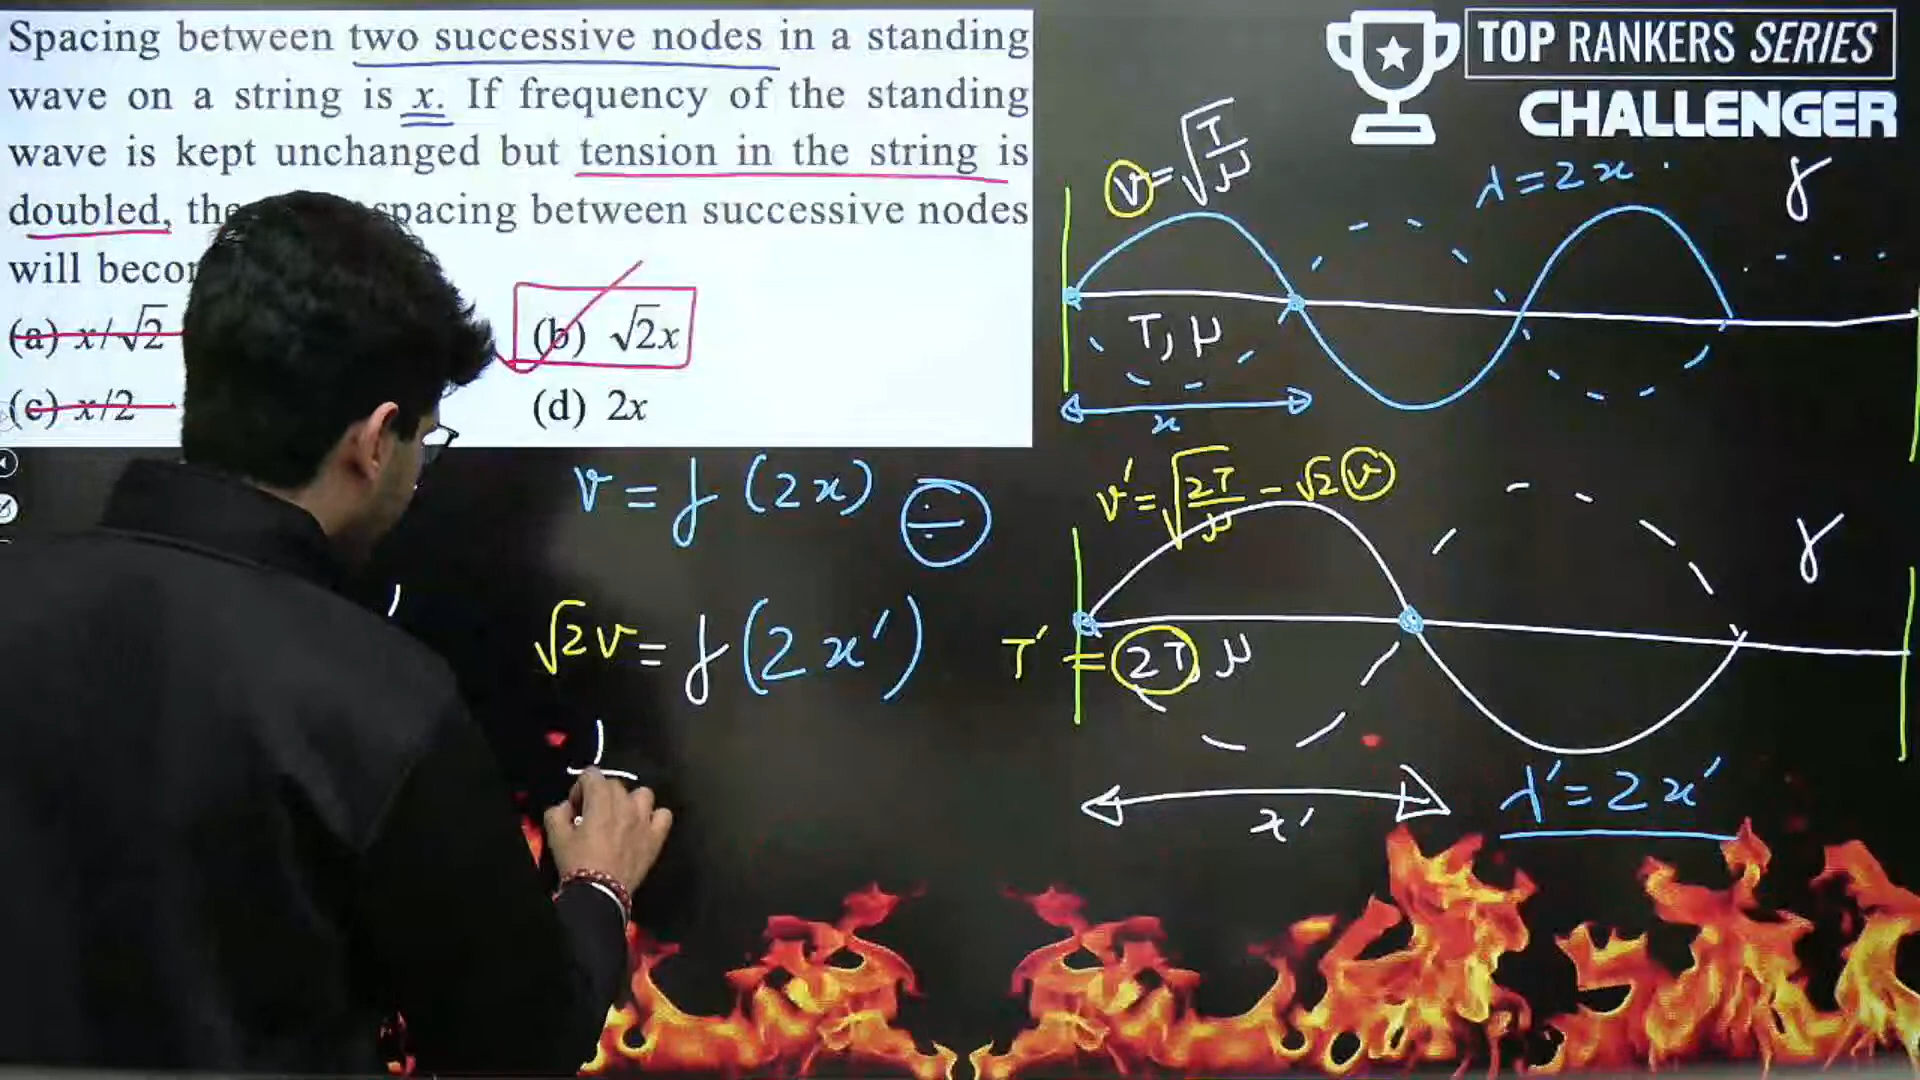 Spacing between two successive nodes in a standing
wave on a string is x. If frequency of the standing
wave is kept unchanged but tension in the string is
doubled, the spacing between successive nodes
will
(a) x/√2
(b) √2x
(c) x/2
(d) 2x
TOP RANKERS SERIES
CHALLENGER
v = √T/μ
λ = 2x
f
T, μ
x
v = f (2x) ÷
√2v = f (2x')
1
v' = √2T/μ = √2 v
f
T' = 2T, μ
x'
λ' = 2x'